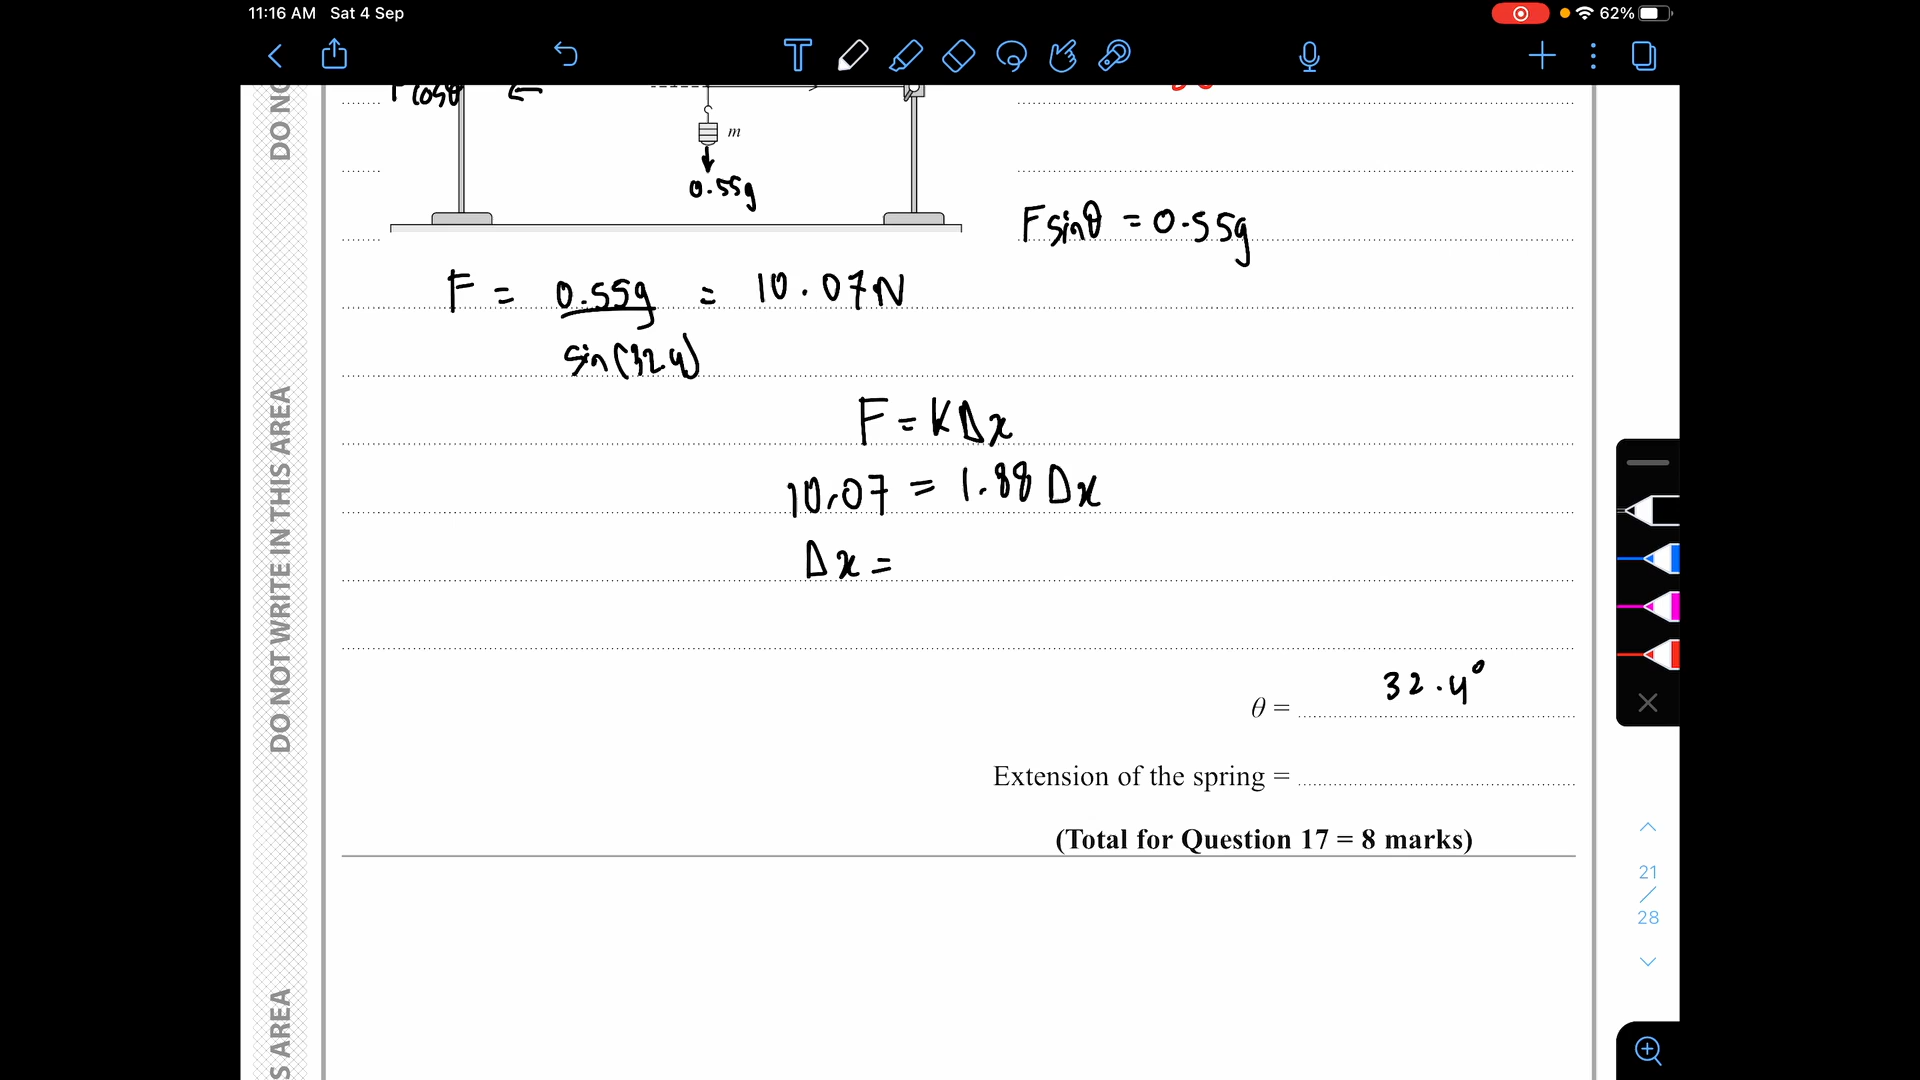 11:16 AM Sat 4 Sep
62%
DO NO
F cosθ
m
0.55g
F sinθ = 0.55g
F = 0.55g = 10.07N
sin(32.4)
F = kΔx
10.07 = 1.88 Δx
Δx =
DO NOT WRITE IN THIS AREA
θ = 32.4°
Extension of the spring =
(Total for Question 17 = 8 marks)
21
/
28
S AREA